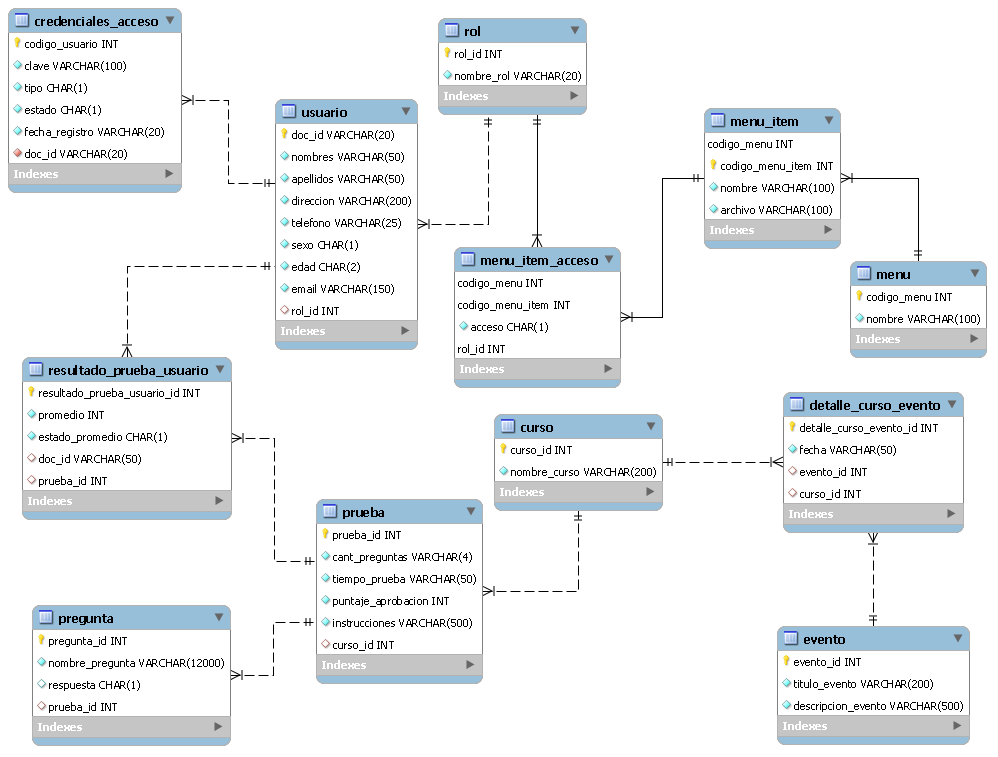 credenciales_acceso
codigo_usuario INT
clave VARCHAR(100)
tipo CHAR(1)
estado CHAR(1)
fecha_registro VARCHAR(20)
doc_id VARCHAR(20)
Indexes
rol
rol_id INT
nombre_rol VARCHAR(20)
Indexes
usuario
doc_id VARCHAR(20)
nombres VARCHAR(50)
apellidos VARCHAR(50)
direccion VARCHAR(200)
telefono VARCHAR(25)
sexo CHAR(1)
edad CHAR(2)
email VARCHAR(150)
rol_id INT
Indexes
menu_item
codigo_menu INT
codigo_menu_item INT
nombre VARCHAR(100)
archivo VARCHAR(100)
Indexes
menu_item_acceso
codigo_menu INT
codigo_menu_item INT
acceso CHAR(1)
rol_id INT
Indexes
menu
codigo_menu INT
nombre VARCHAR(100)
Indexes
resultado_prueba_usuario
resultado_prueba_usuario_id INT
promedio INT
estado_promedio CHAR(1)
doc_id VARCHAR(50)
prueba_id INT
Indexes
curso
curso_id INT
nombre_curso VARCHAR(200)
Indexes
detalle_curso_evento
detalle_curso_evento_id INT
fecha VARCHAR(50)
evento_id INT
curso_id INT
Indexes
prueba
prueba_id INT
cant_preguntas VARCHAR(4)
tiempo_prueba VARCHAR(50)
puntaje_aprobacion INT
instrucciones VARCHAR(500)
curso_id INT
Indexes
pregunta
pregunta_id INT
nombre_pregunta VARCHAR(12000)
respuesta CHAR(1)
prueba_id INT
Indexes
evento
evento_id INT
titulo_evento VARCHAR(200)
descripcion_evento VARCHAR(500)
Indexes